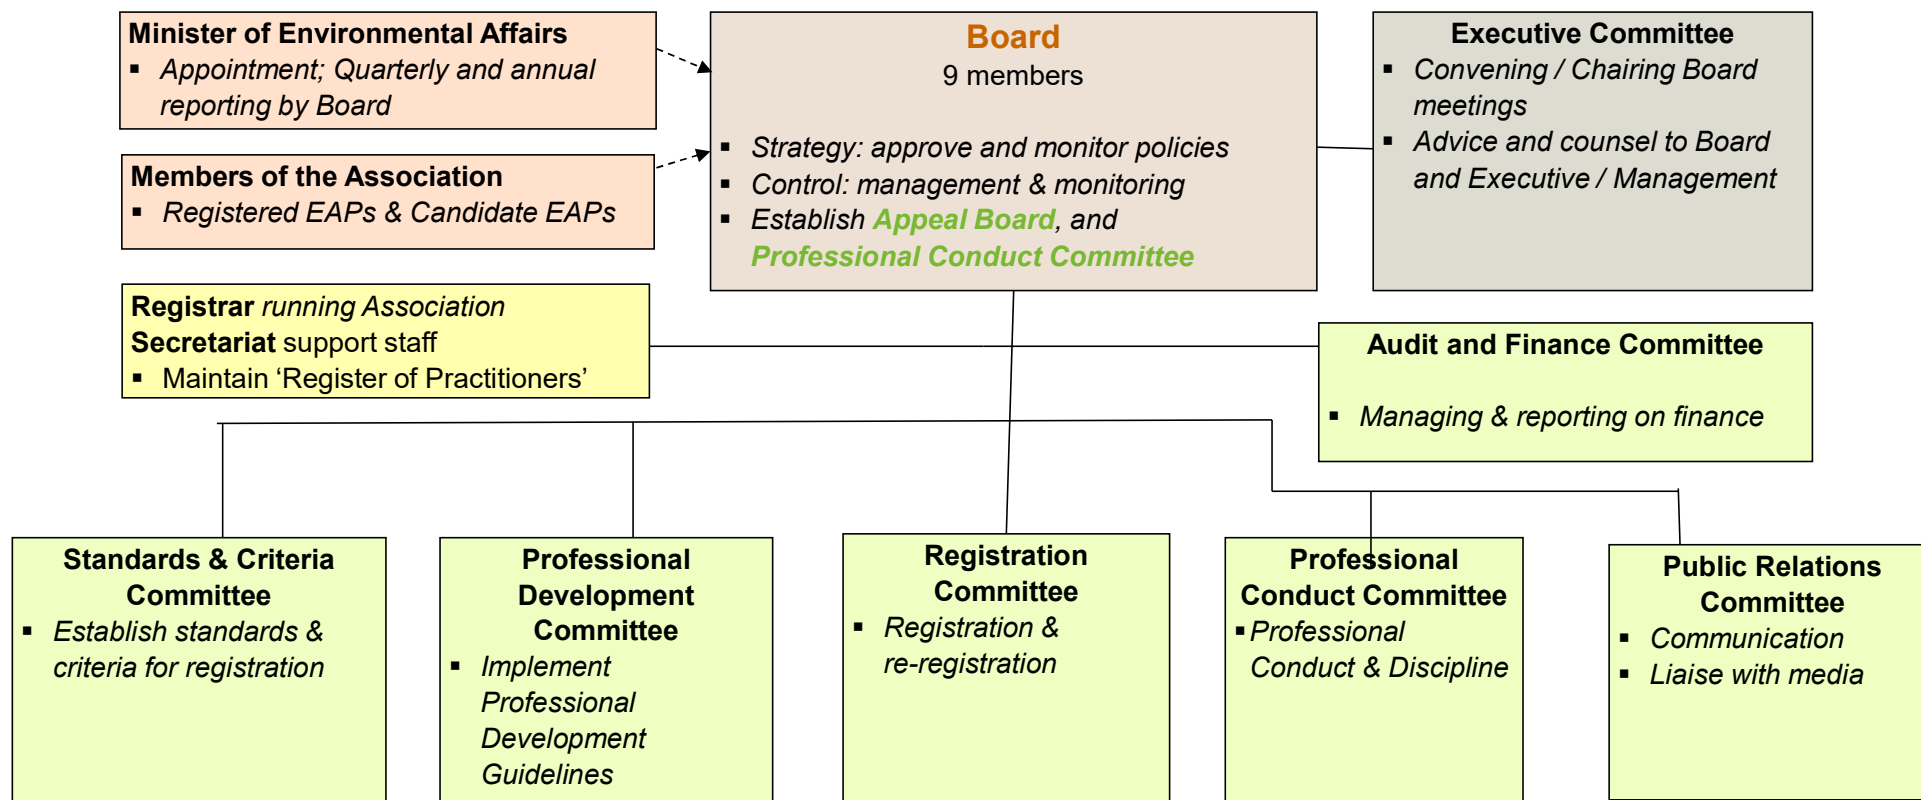 Minister of Environmental Affairs
▪ Appointment; Quarterly and annual
reporting by Board
Members of the Association
▪ Registered EAPs & Candidate EAPs
Board
9 members
▪ Strategy: approve and monitor policies
▪ Control: management & monitoring
▪ Establish Appeal Board, and
Professional Conduct Committee
Executive Committee
▪ Convening / Chairing Board
meetings
▪ Advice and counsel to Board
and Executive / Management
Registrar running Association
Secretariat support staff
▪ Maintain ‘Register of Practitioners’
Audit and Finance Committee
▪ Managing & reporting on finance
Standards & Criteria
Committee
▪ Establish standards &
criteria for registration
Professional
Development
Committee
▪ Implement
Professional
Development
Guidelines
Registration
Committee
▪ Registration &
re-registration
Professional
Conduct Committee
▪ Professional
Conduct & Discipline
Public Relations
Committee
▪ Communication
▪ Liaise with media